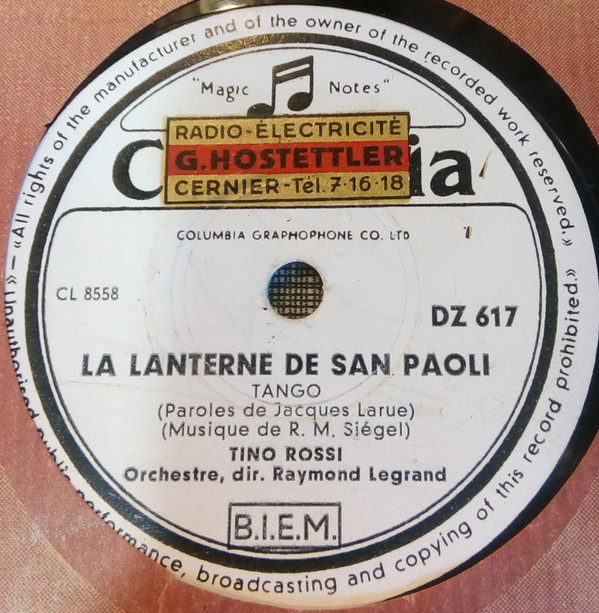 «All rights of the manufacturer and of the owner of the recorded work reserved.»
"Magic Notes"
RADIO-ÉLECTRICITÉ
G. HOSTETTLER
CERNIER-Tél. 7·16·18
COLUMBIA GRAPHOPHONE CO. LTD
CL 8558
DZ 617
LA LANTERNE DE SAN PAOLI
TANGO
(Paroles de Jacques Larue)
(Musique de R. M. Siégel)
TINO ROSSI
Orchestre, dir. Raymond Legrand
B.I.E.M.
«Unauthorised public performance, broadcasting and copying of this record prohibited.»